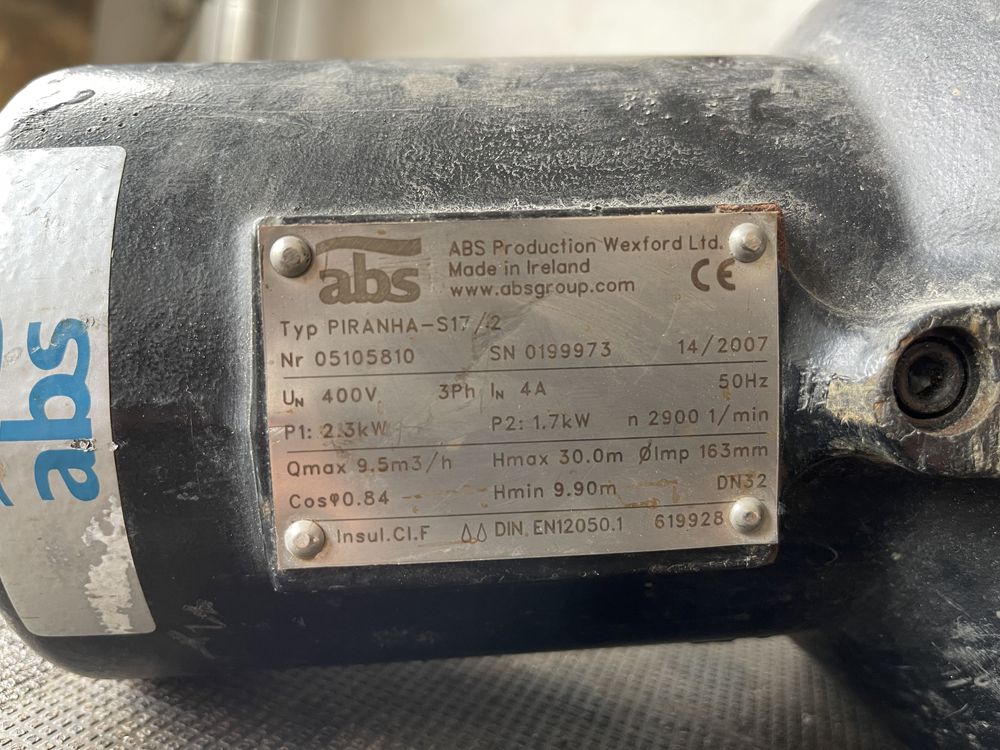 abs
abs
ABS Production Wexford Ltd.
Made in Ireland
www.absgroup.com
CE
Typ PIRANHA-S17/2
Nr 05105810 SN 0199973 14/2007
UN 400V 3Ph IN 4A 50Hz
P1: 2.3kW P2: 1.7kW n 2900 1/min
Qmax 9.5m3/h Hmax 30.0m ØImp 163mm
Cosφ0.84 Hmin 9.90m DN32
Insul.Cl.F DIN EN12050.1 619928